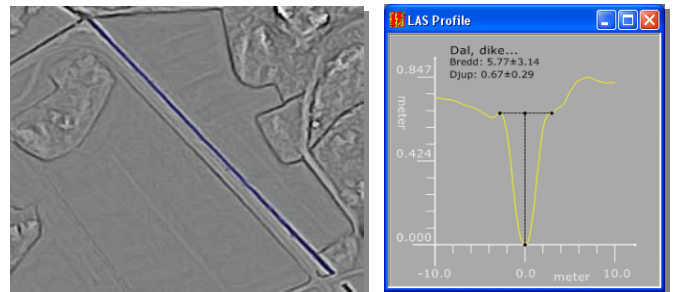 LAS Profile
Dal, dike...
Bredd: 5.77±3.14
Djup: 0.67±0.29
0.847
meter
0.424
0.000
-10.0 0.0 meter 10.0